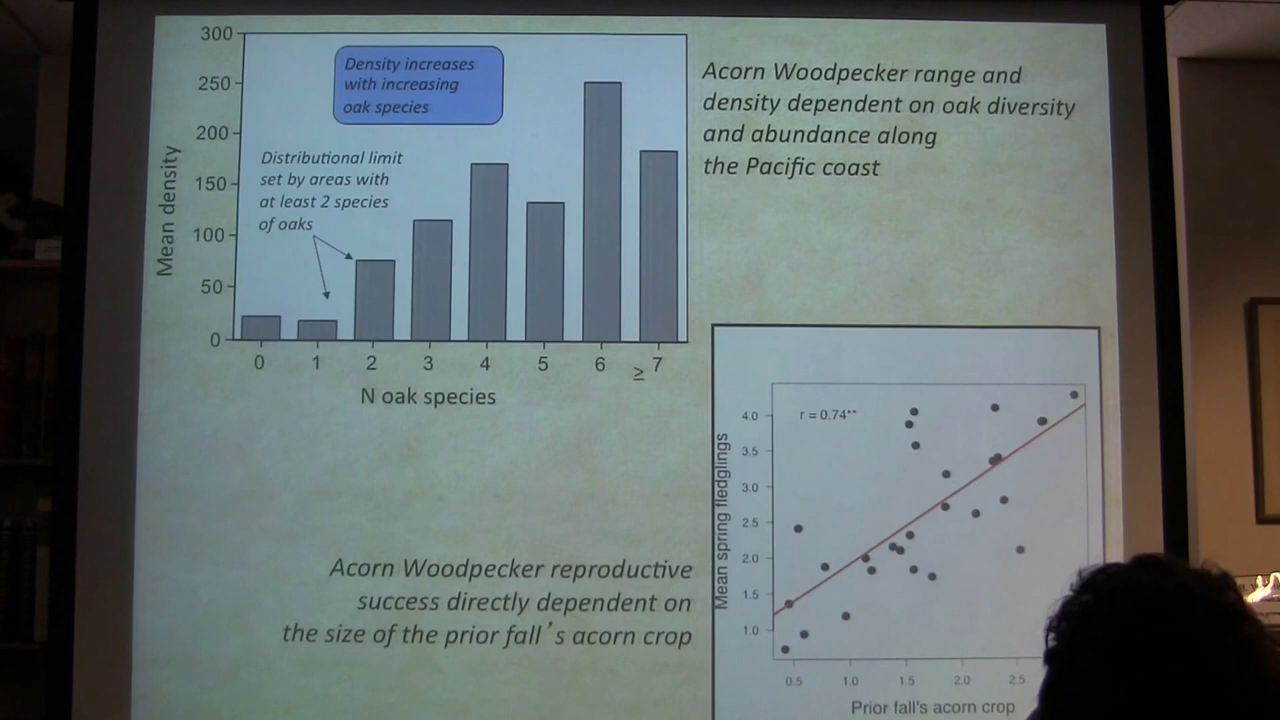 300
250
200
150
100
50
0
Mean density
Density increases
with increasing
oak species
Distributional limit
set by areas with
at least 2 species
of oaks
0 1 2 3 4 5 6 ≥ 7
N oak species
Acorn Woodpecker range and
density dependent on oak diversity
and abundance along
the Pacific coast
Acorn Woodpecker reproductive
success directly dependent on
the size of the prior fall's acorn crop
r = 0.74**
4.0
3.5
3.0
2.5
2.0
1.5
1.0
Mean spring fledglings
0.5 1.0 1.5 2.0 2.5
Prior fall's acorn crop